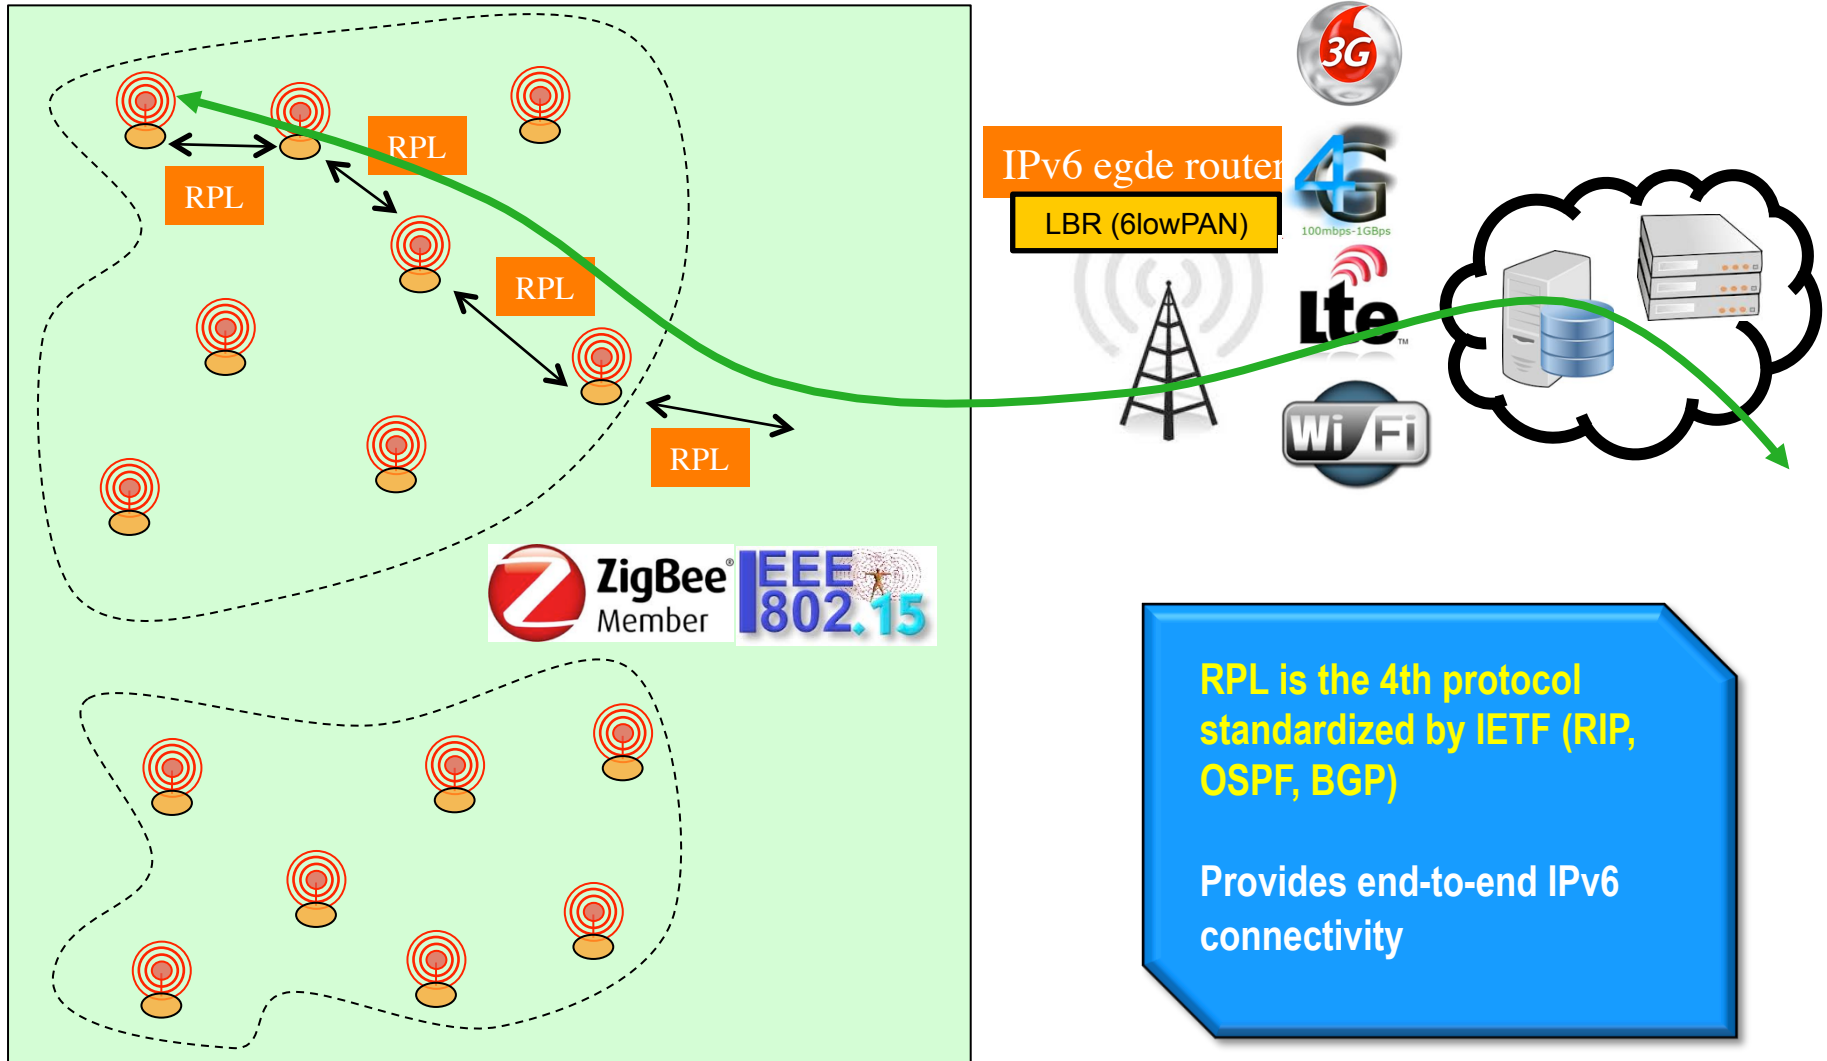 3G
RPL
RPL
IPv6 egde router
4G
100mbps-1GBps
LBR (6lowPAN)
RPL
Lte™
RPL
Wi Fi
ZigBee®
Member
IEEE
802.15
RPL is the 4th protocol
standardized by IETF (RIP,
OSPF, BGP)
Provides end-to-end IPv6
connectivity